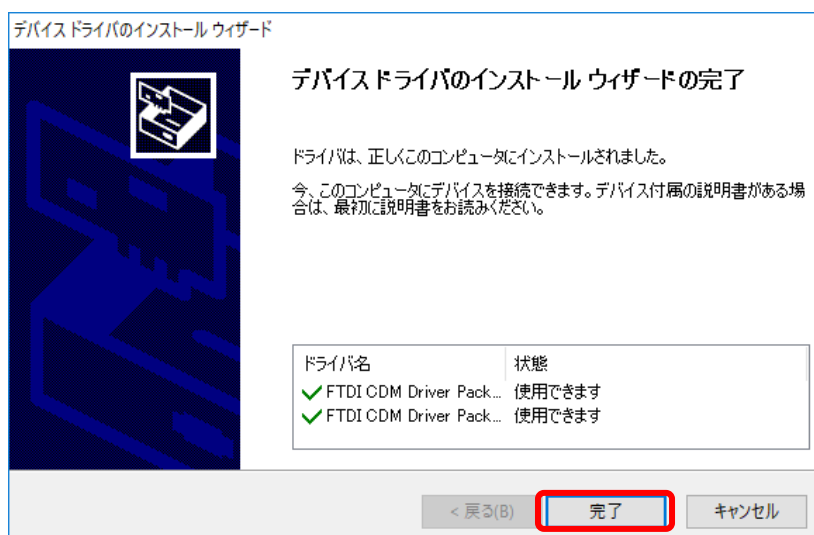 デバイス ドライバのインストール ウィザード
デバイス ドライバのインストール ウィザードの完了
ドライバは、正しくこのコンピュータにインストールされました。
今、このコンピュータにデバイスを接続できます。デバイス付属の説明書がある場
合は、最初に説明書をお読みください。
ドライバ名 状態
FTDI CDM Driver Pack... 使用できます
FTDI CDM Driver Pack... 使用できます
< 戻る(B) 完了 キャンセル